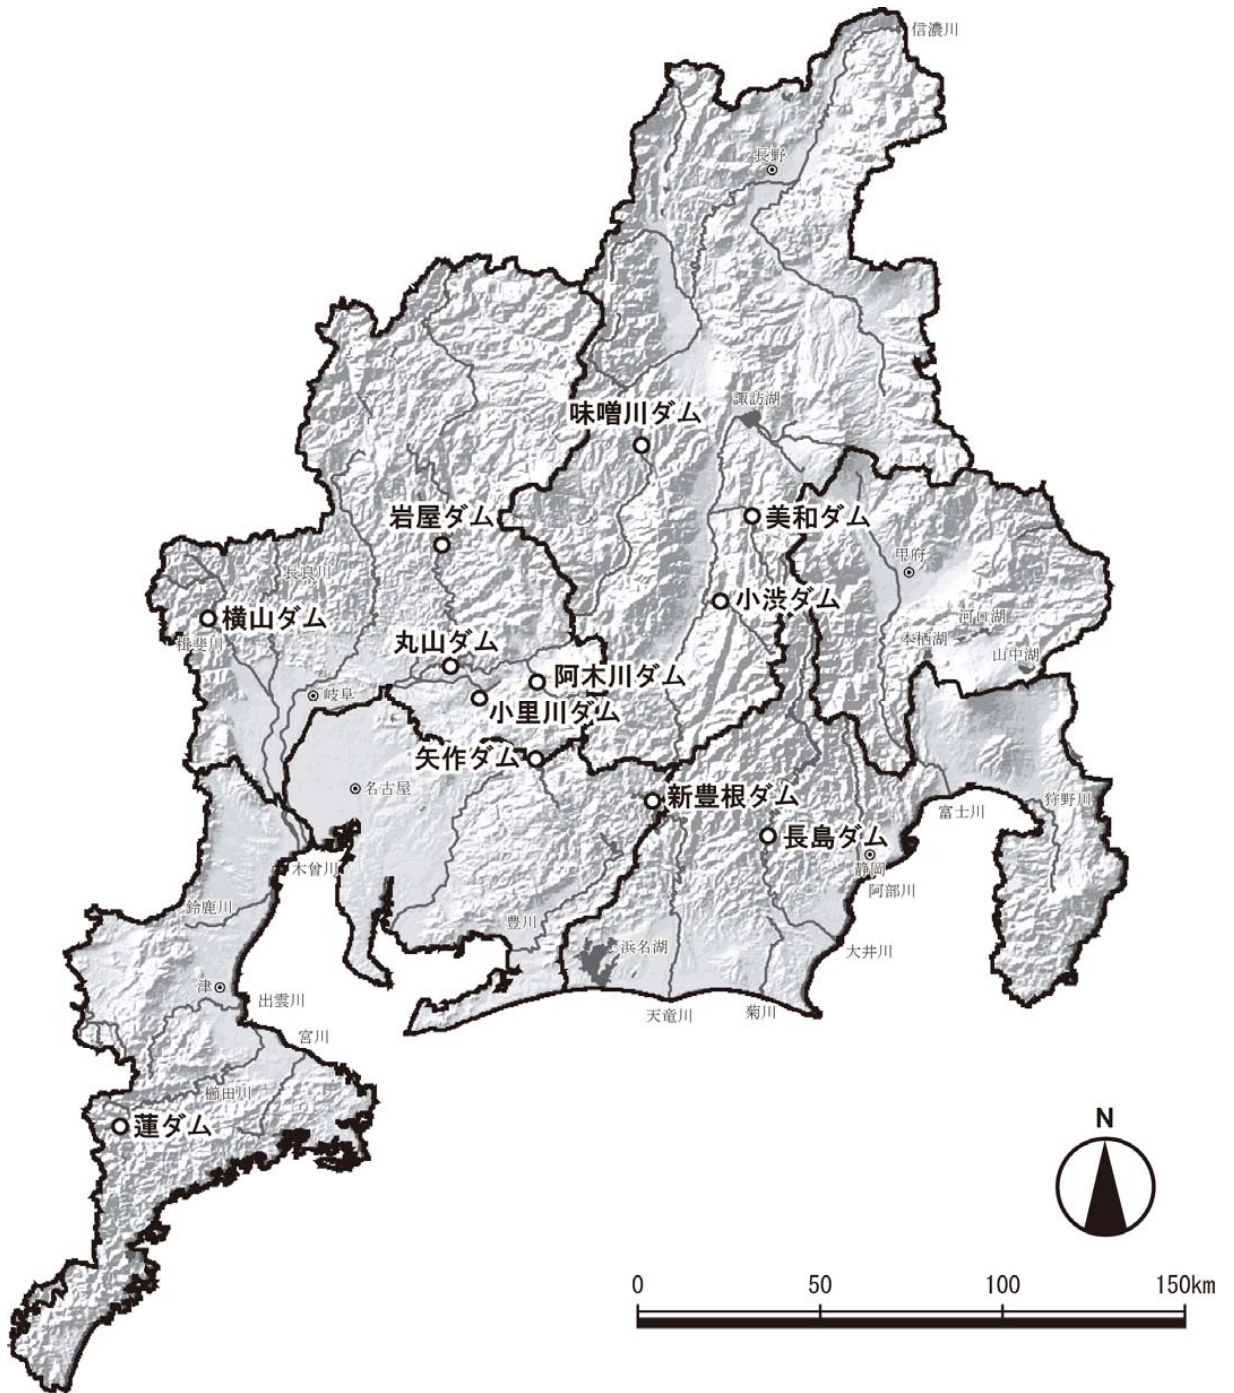 信濃川
長野
諏訪湖
味噌川ダム
岩屋ダム
美和ダム
甲府
長良川
小渋ダム
横山ダム
河口湖
本栖湖
揖斐川
山中湖
丸山ダム
阿木川ダム
岐阜
小里川ダム
矢作ダム
名古屋
新豊根ダム
狩野川
富士川
長島ダム
静岡
木曾川
阿部川
鈴鹿川
豊川
浜名湖
大井川
津
出雲川
天竜川
菊川
宮川
櫛田川
蓮ダム
N
0 50 100 150km